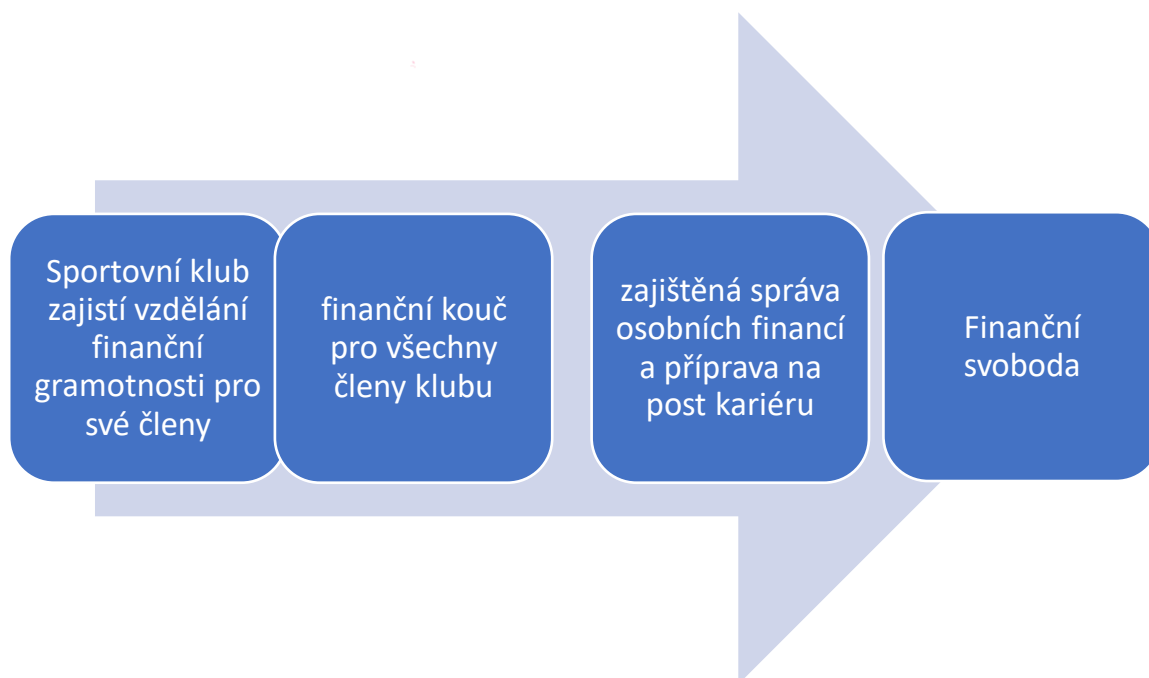 Sportovní klub
zajistí vzdělání
finanční
gramotnosti pro
své členy
finanční kouč
pro všechny
členy klubu
zajištěná správa
osobních financí
a příprava na
post kariéru
Finanční
svoboda